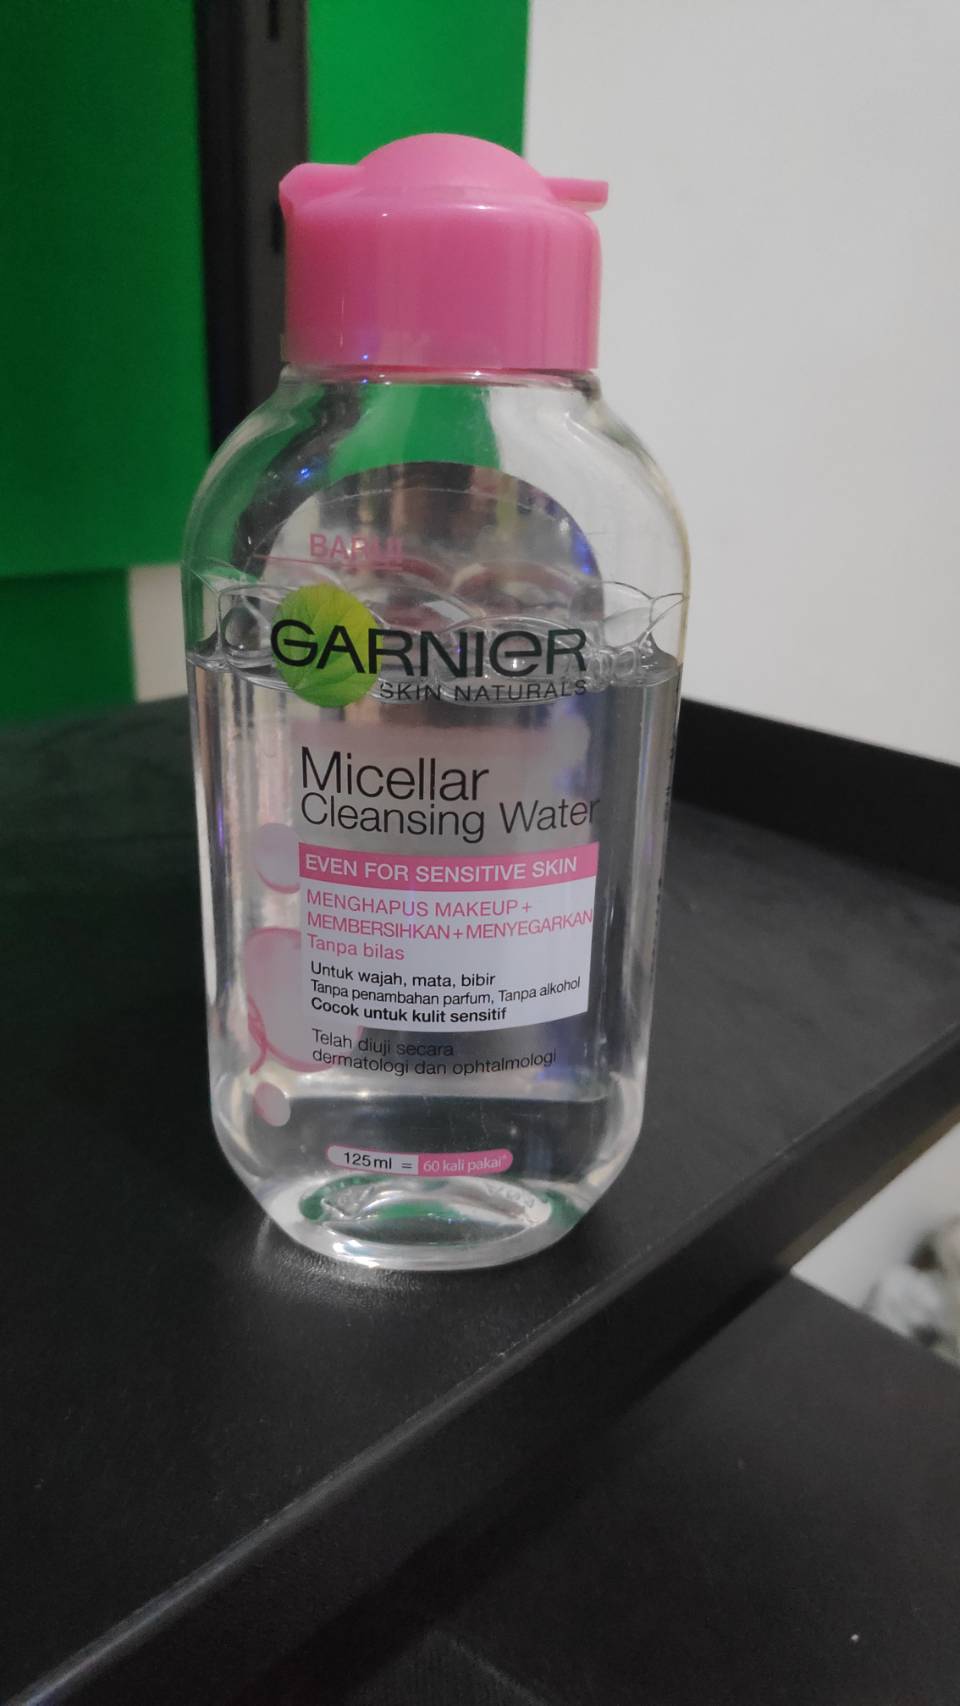 BARU!
GARNIER
SKIN NATURALS
Micellar
Cleansing Water
EVEN FOR SENSITIVE SKIN
MENGHAPUS MAKEUP +
MEMBERSIHKAN + MENYEGARKAN
Tanpa bilas
Untuk wajah, mata, bibir
Tanpa penambahan parfum, Tanpa alkohol
Cocok untuk kulit sensitif
Telah diuji secara
dermatologi dan ophtalmologi
125 ml = 60 kali pakai*